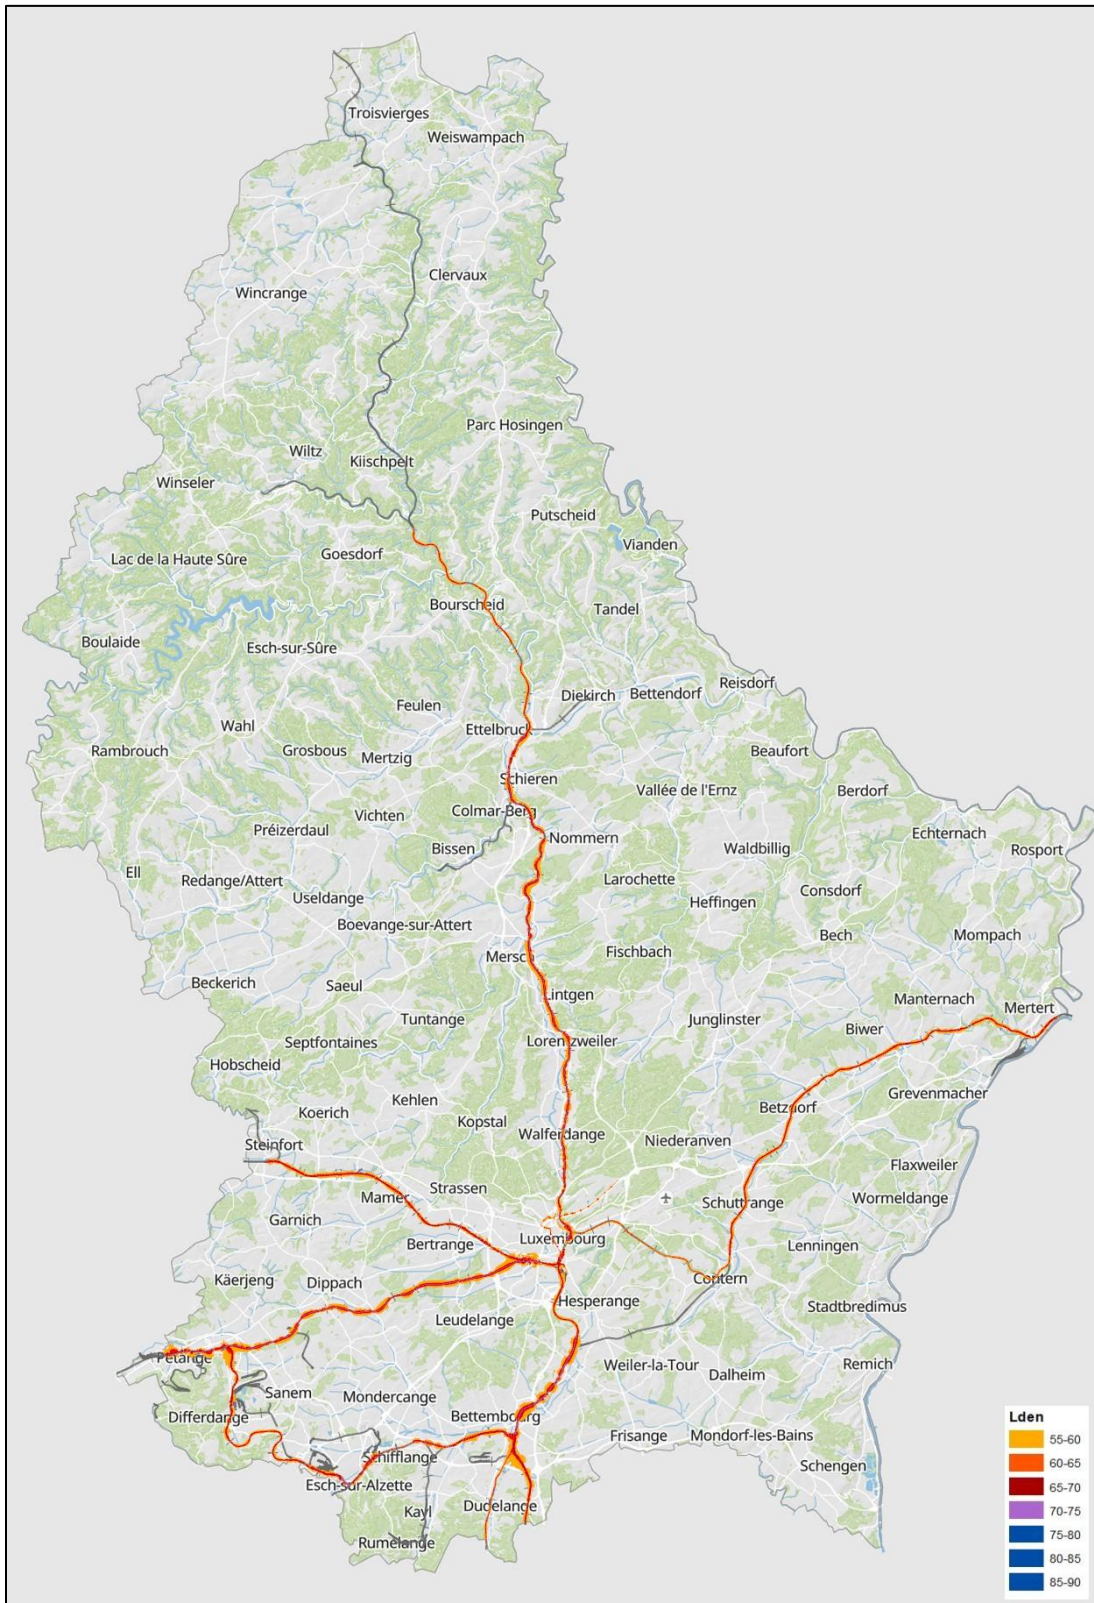 Troisvierges
Weiswampach
Clervaux
Wincrange
Parc Hosingen
Wiltz
Kiischpelt
Winseler
Putscheid
Vianden
Goesdorf
Lac de la Haute Sûre
Bourscheid
Tandel
Boulaide
Esch-sur-Sûre
Reisdorf
Diekirch
Bettendorf
Feulen
Wahl
Ettelbruck
Rambrouch
Grosbous
Mertzig
Beaufort
Schieren
Vallée de l'Ernz
Berdorf
Colmar-Berg
Vichten
Préizerdaul
Nommern
Echternach
Bissen
Waldbillig
Rosport
Ell
Redange/Attert
Larochette
Useldange
Heffingen
Consdorf
Boevange-sur-Attert
Bech
Mompach
Mersch
Fischbach
Beckerich
Saeul
Lintgen
Manternach
Mertert
Tuntange
Junglinster
Biwer
Septfontaines
Lorentzweiler
Hobscheid
Kehlen
Betzdorf
Grevenmacher
Koerich
Kopstal
Walferdange
Niederanven
Steinfort
Flaxweiler
Strassen
Mamer
Schuttrange
Wormeldange
Garnich
Luxembourg
Bertrange
Lenningen
Käerjeng
Dippach
Contern
Hesperange
Stadtbredimus
Leudelange
Pétange
Weiler-la-Tour
Dalheim
Remich
Sanem
Mondercange
Differdange
Bettembourg
Frisange
Mondorf-les-Bains
Schifflange
Schengen
Esch-sur-Alzette
Dudelange
Kayl
Rumelange
Lden
55-60
60-65
65-70
70-75
75-80
80-85
85-90